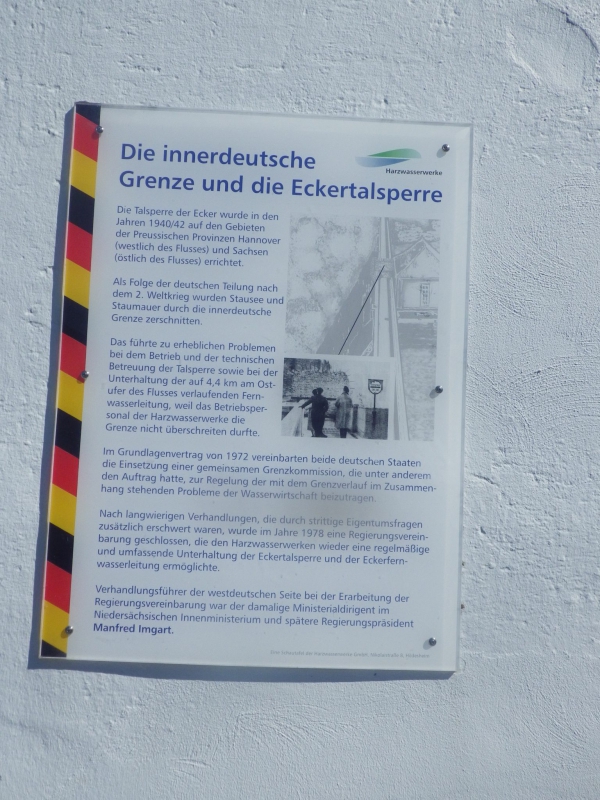 Die innerdeutsche
Grenze und die Eckertalsperre
Harzwasserwerke
Die Talsperre der Ecker wurde in den
Jahren 1940/42 auf den Gebieten
der Preussischen Provinzen Hannover
(westlich des Flusses) und Sachsen
(östlich des Flusses) errichtet.
Als Folge der deutschen Teilung nach
dem 2. Weltkrieg wurden Stausee und
Staumauer durch die innerdeutsche
Grenze zerschnitten.
Das führte zu erheblichen Problemen
bei dem Betrieb und der technischen
Betreuung der Talsperre sowie bei der
Unterhaltung der auf 4,4 km am Ost-
ufer des Flusses verlaufenden Fern-
wasserleitung, weil das Betriebsper-
sonal der Harzwasserwerke die
Grenze nicht überschreiten durfte.
Im Grundlagenvertrag von 1972 vereinbarten beide deutschen Staaten
die Einsetzung einer gemeinsamen Grenzkommission, die unter anderem
den Auftrag hatte, zur Regelung der mit dem Grenzverlauf im Zusammen-
hang stehenden Probleme der Wasserwirtschaft beizutragen.
Nach langwierigen Verhandlungen, die durch strittige Eigentumsfragen
zusätzlich erschwert waren, wurde im Jahre 1978 eine Regierungsverein-
barung geschlossen, die den Harzwasserwerken wieder eine regelmäßige
und umfassende Unterhaltung der Eckertalsperre und der Eckerfern-
wasserleitung ermöglichte.
Verhandlungsführer der westdeutschen Seite bei der Erarbeitung der
Regierungsvereinbarung war der damalige Ministerialdirigent im
Niedersächsischen Innenministerium und spätere Regierungspräsident
Manfred Imgart.